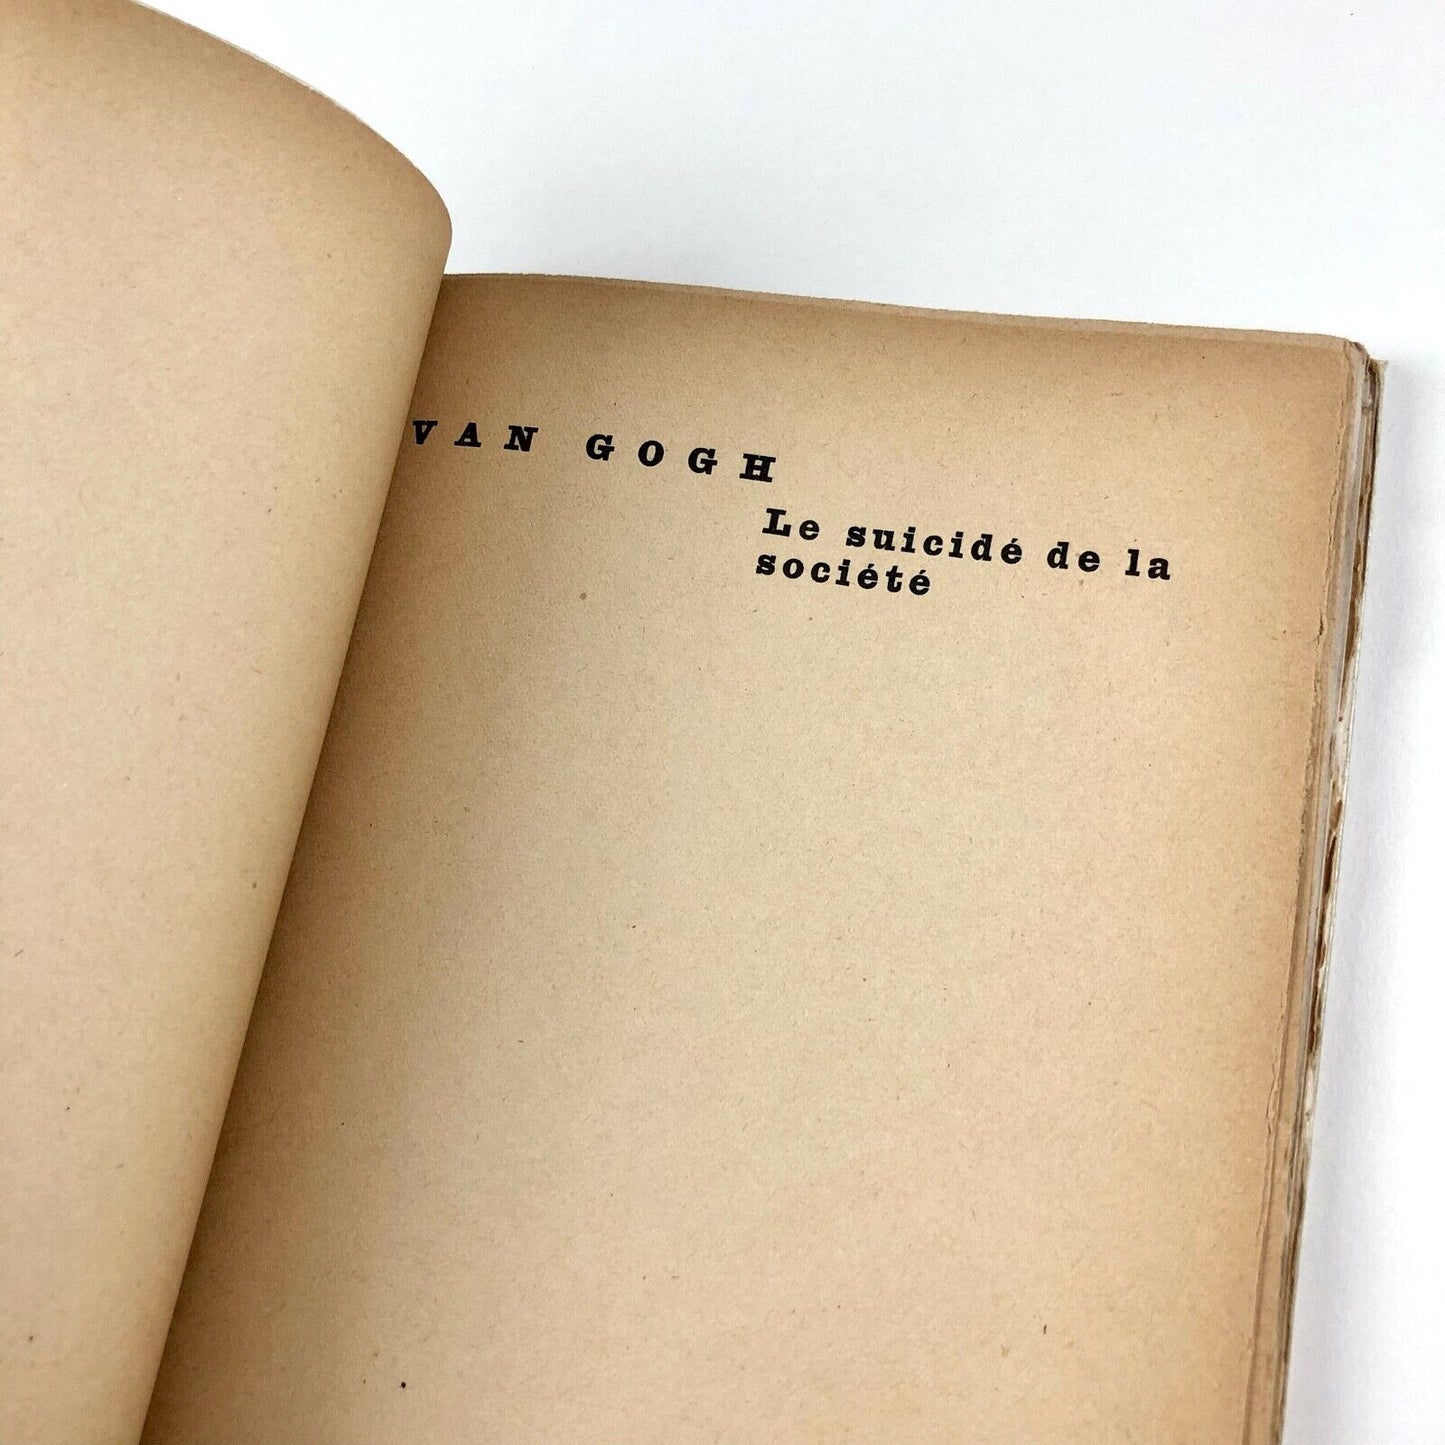 VAN GOGH
Le suicidé de la
société